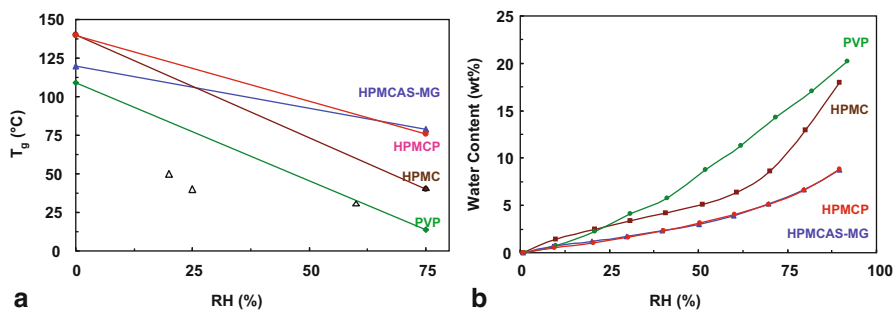 150
125
100
75
50
25
0
Tg (°C)
HPMCAS-MG
HPMCP
HPMC
PVP
0
25
50
75
RH (%)
a
25
20
15
10
5
0
Water Content (wt%)
PVP
HPMC
HPMCP
HPMCAS-MG
0
25
50
75
100
RH (%)
b